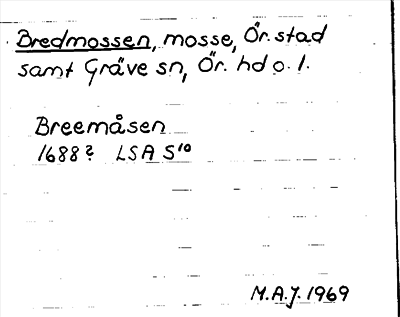 Bredmossen, mosse, Ör. stad
samt Gräve sn, Ör. hd o. l.
Breemåsen
1688? LSA S¹⁰
M.A.J. 1969